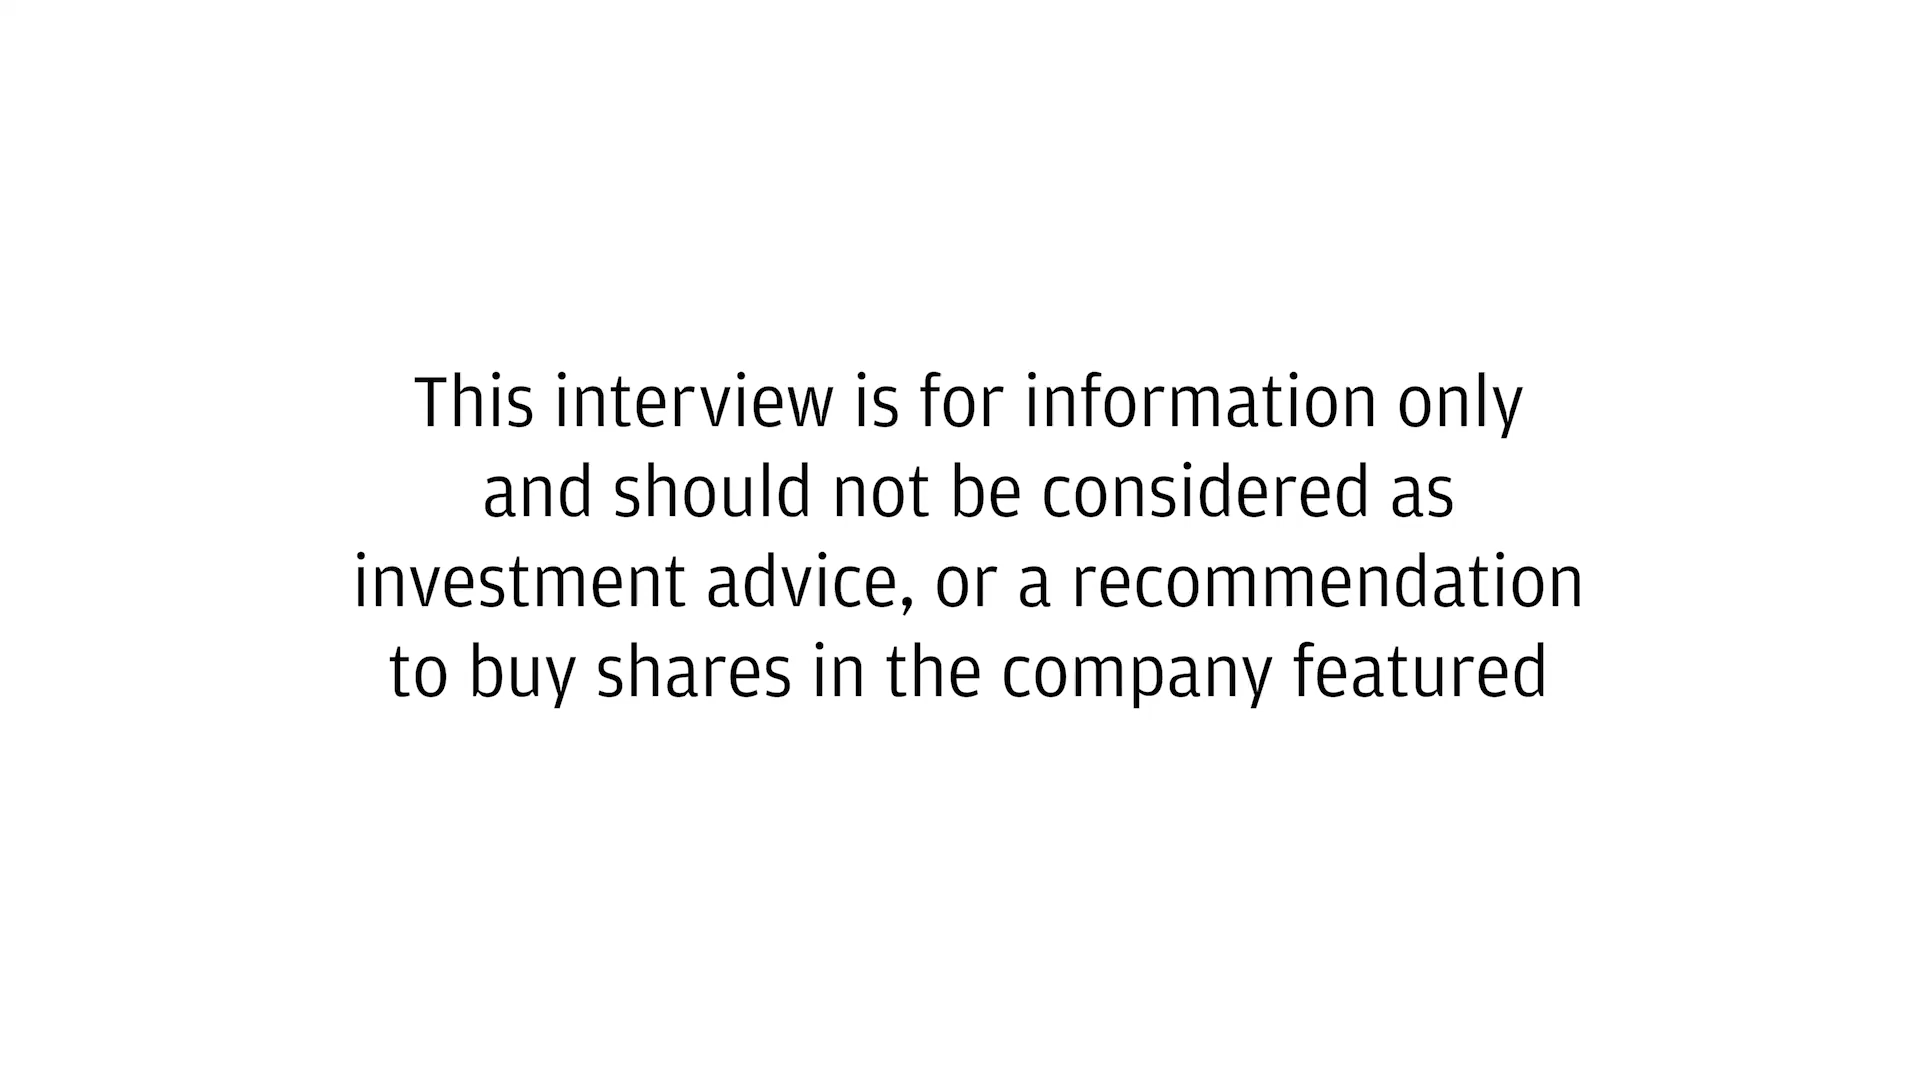 This interview is for information only
and should not be considered as
investment advice, or a recommendation
to buy shares in the company featured